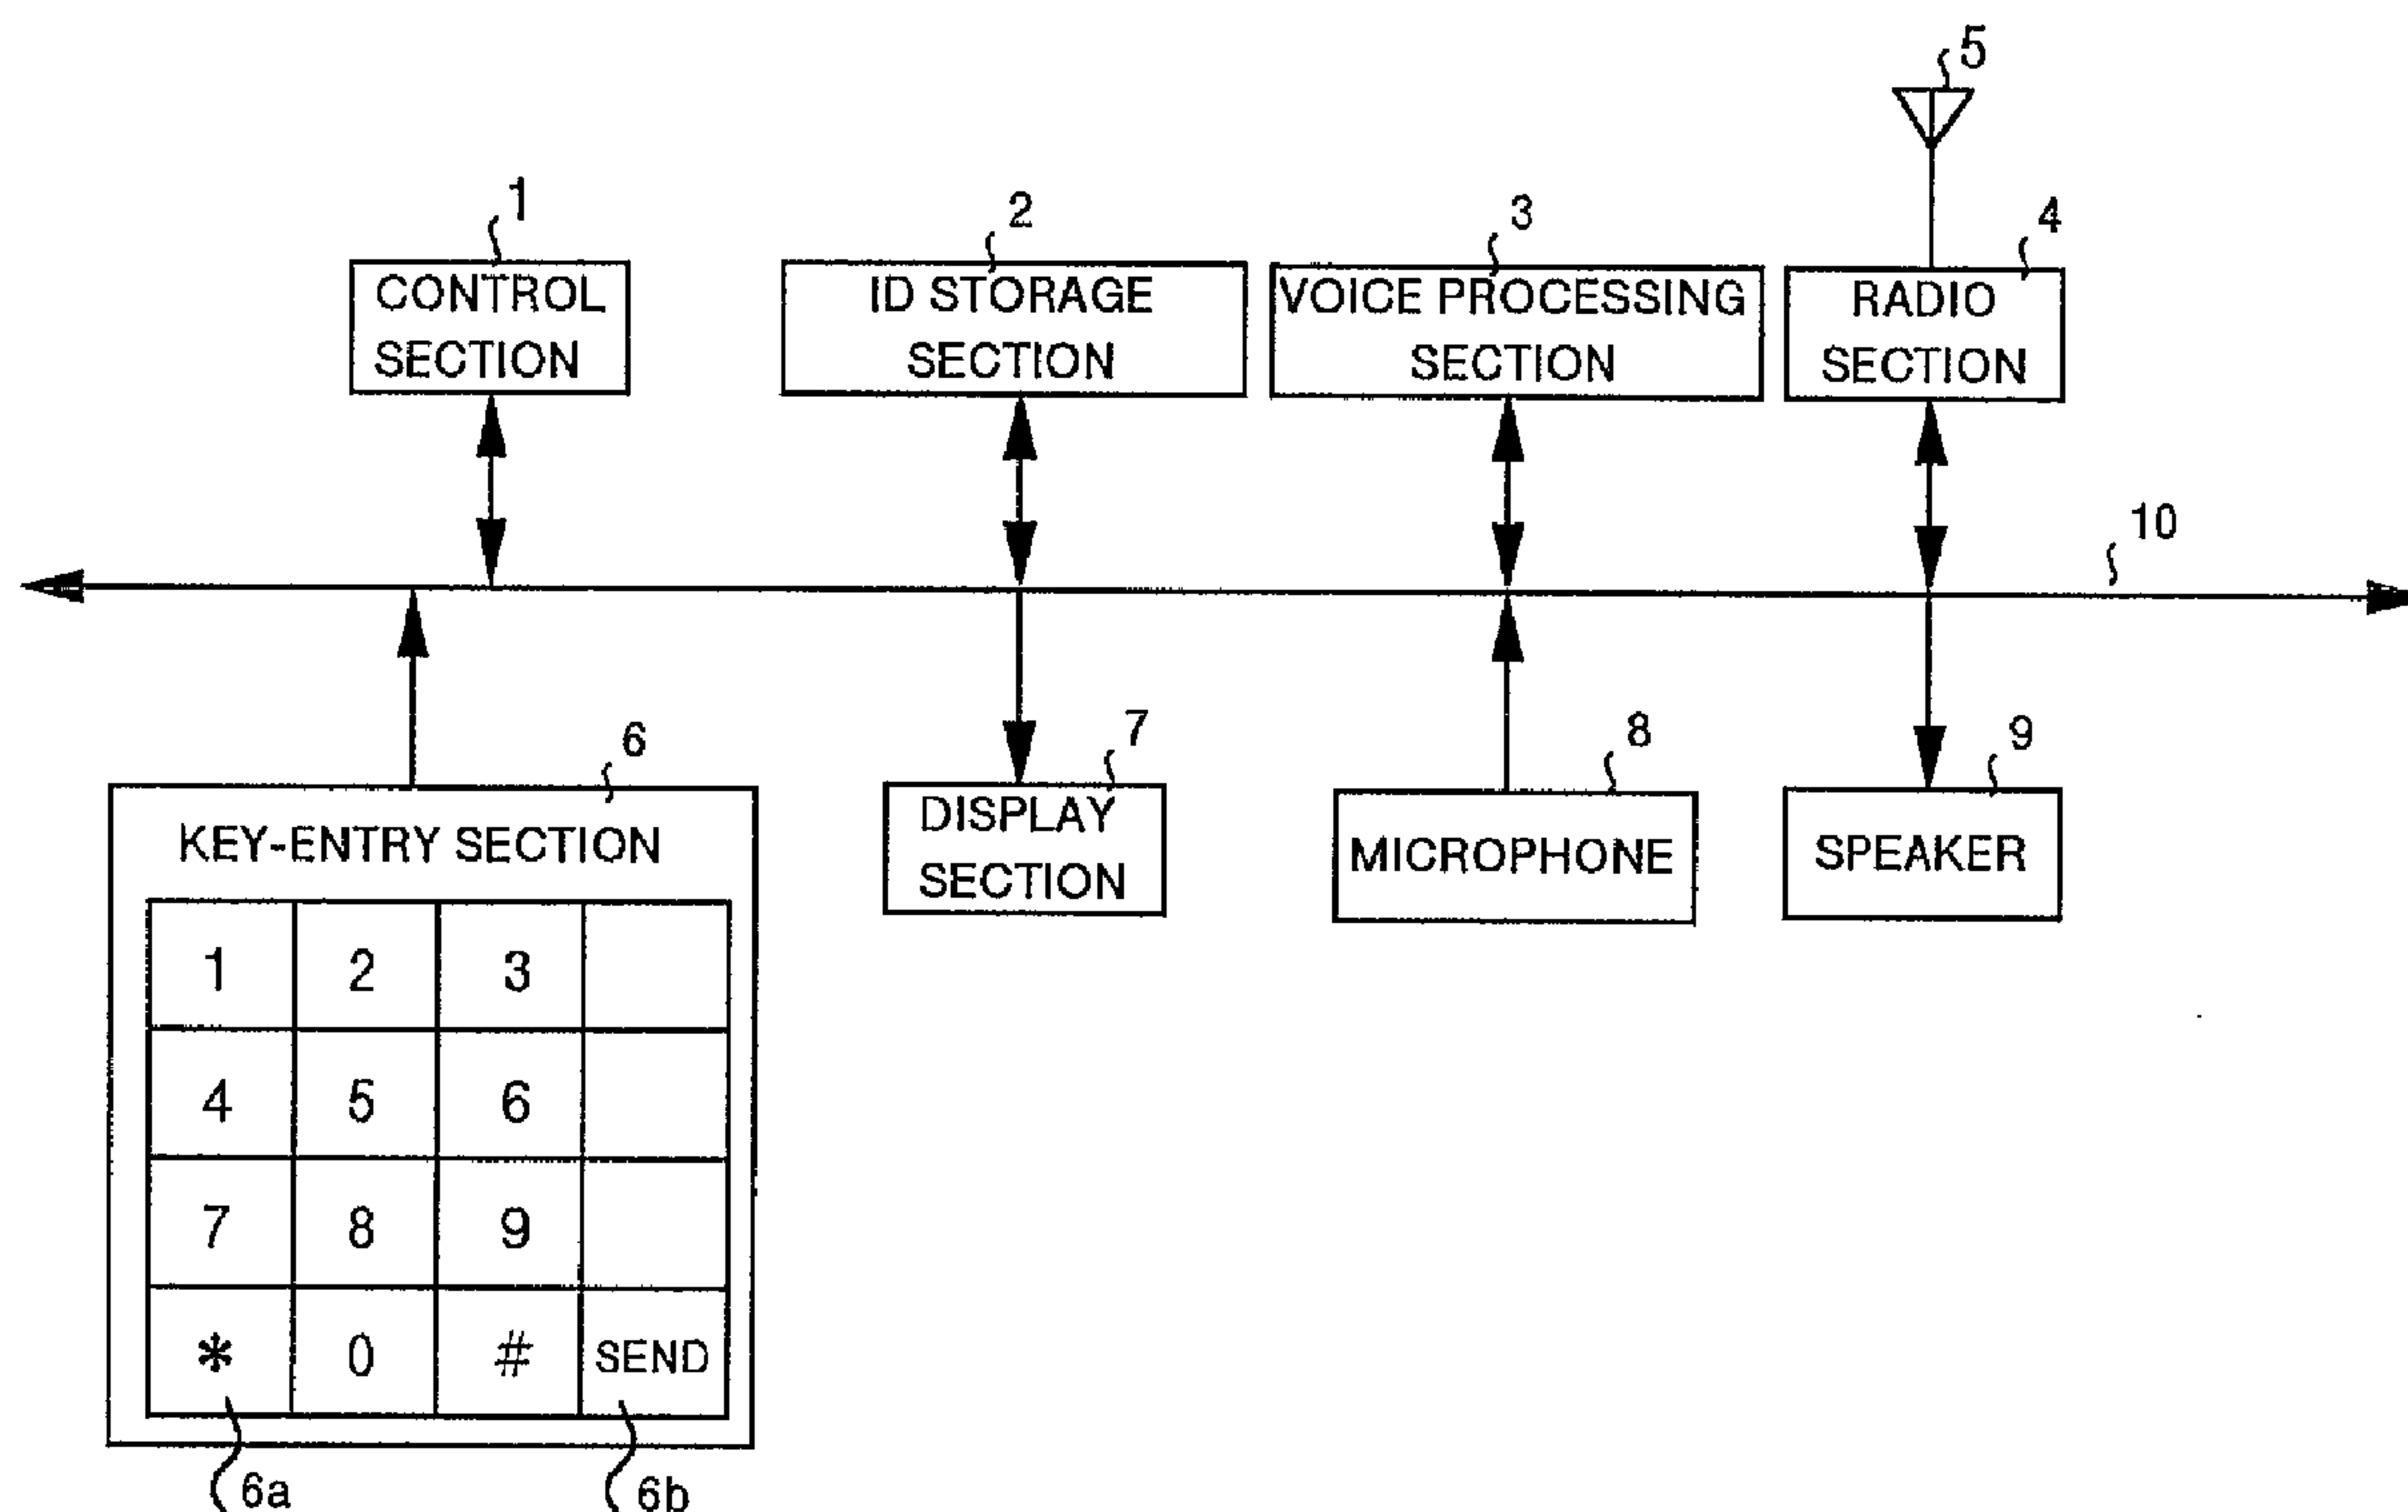 5
1
2
3
4
CONTROL
SECTION
ID STORAGE
SECTION
VOICE PROCESSING
SECTION
RADIO
SECTION
10
6
7
8
9
KEY-ENTRY SECTION
DISPLAY
SECTION
MICROPHONE
SPEAKER
1 2 3
4 5 6
7 8 9
* 0 # SEND
6a
6b